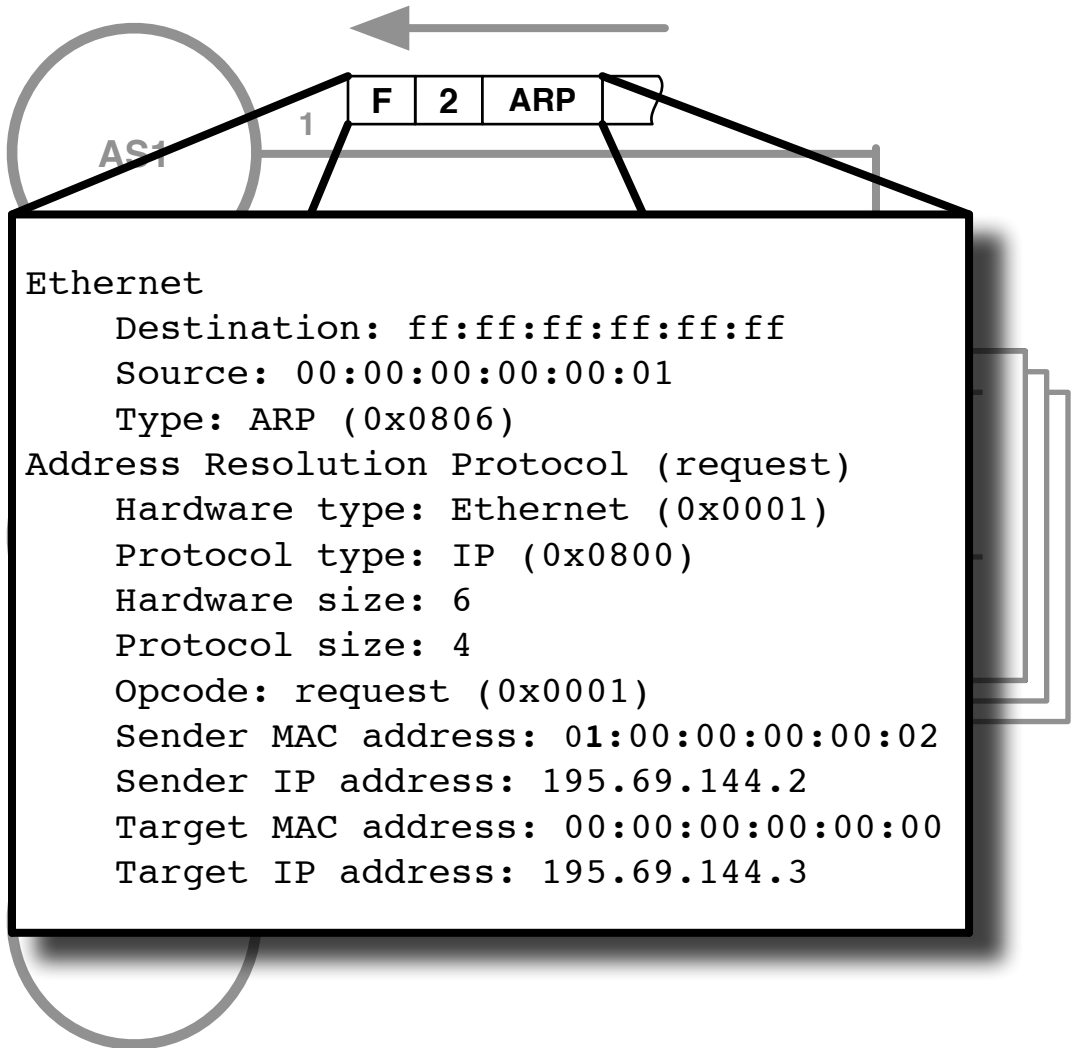 F 2 ARP
1
AS1
Ethernet
Destination: ff:ff:ff:ff:ff:ff
Source: 00:00:00:00:00:01
Type: ARP (0x0806)
Address Resolution Protocol (request)
Hardware type: Ethernet (0x0001)
Protocol type: IP (0x0800)
Hardware size: 6
Protocol size: 4
Opcode: request (0x0001)
Sender MAC address: 01:00:00:00:00:02
Sender IP address: 195.69.144.2
Target MAC address: 00:00:00:00:00:00
Target IP address: 195.69.144.3